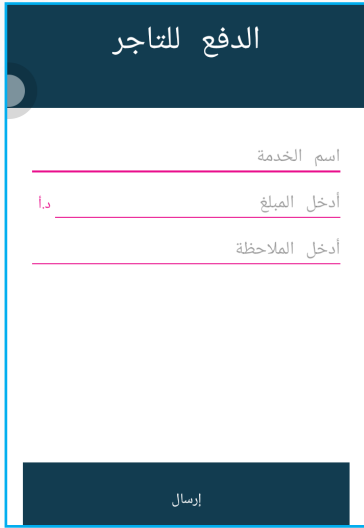 الدفع للتاجر
اسم الخدمة
أدخل المبلغ
د.أ
أدخل الملاحظة
إرسال